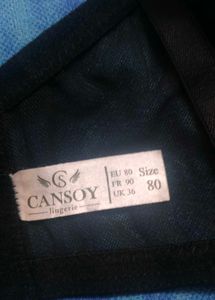 CS
CANSOY
lingerie
EU 80
FR 90
UK 36
Size
80